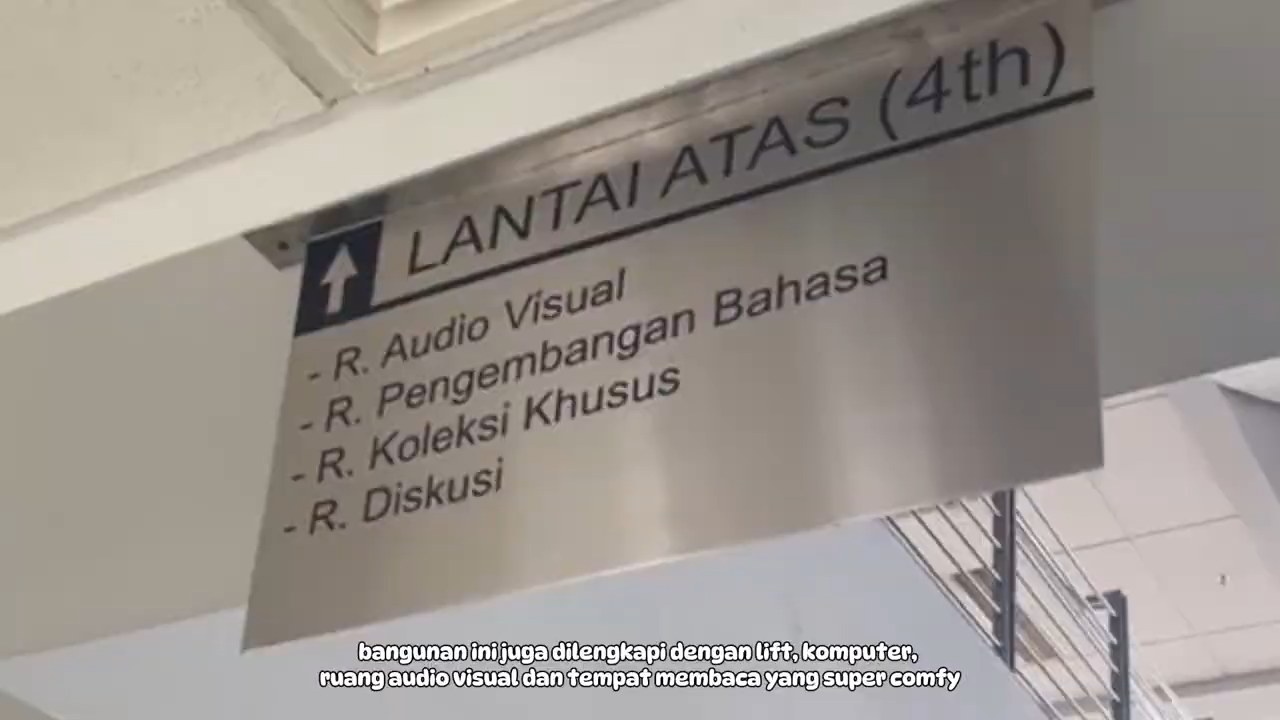 LANTAI ATAS (4th)
- R. Audio Visual
- R. Pengembangan Bahasa
- R. Koleksi Khusus
- R. Diskusi
bangunan ini juga dilengkapi dengan lift, komputer,
ruang audio visual dan tempat membaca yang super comfy